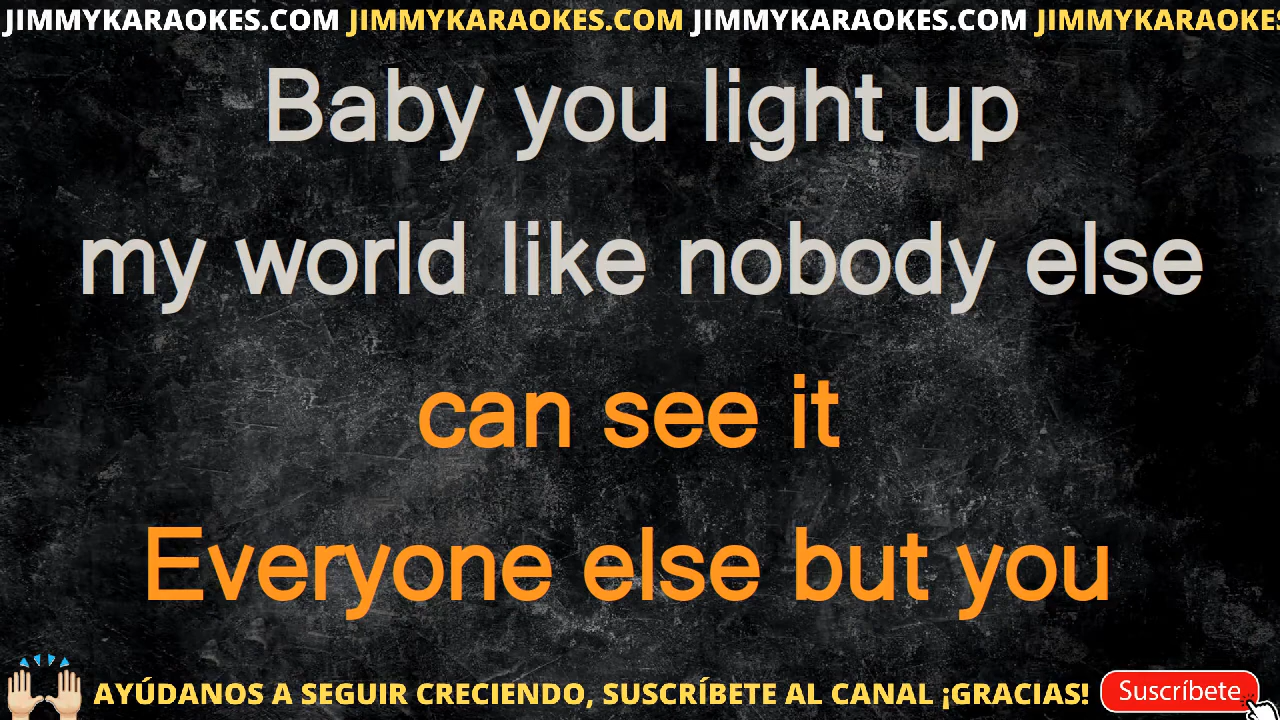 JIMMYKARAOKES.COM JIMMYKARAOKES.COM JIMMYKARAOKES.COM JIMMYKARAOKES
Baby you light up
my world like nobody else
can see it
Everyone else but you
AYÚDANOS A SEGUIR CRECIENDO, SUSCRÍBETE AL CANAL ¡GRACIAS! Suscríbete